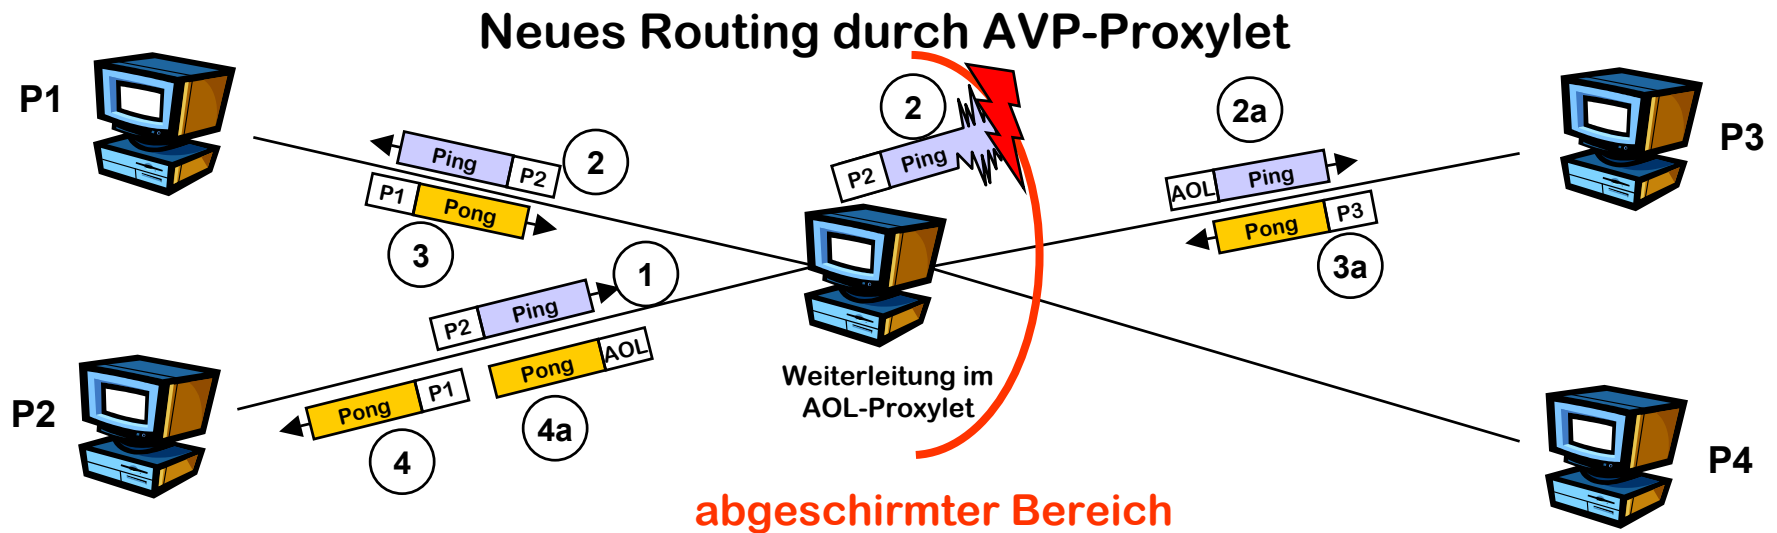 Neues Routing durch AVP-Proxylet
P1
Ping P2
2
P1 Pong
3
P2 Ping
1
Pong AOL
4a
Pong P1
4
P2
2
P2 Ping
Weiterleitung im
AOL-Proxylet
2a
AOL Ping
Pong P3
3a
P3
P4
abgeschirmter Bereich